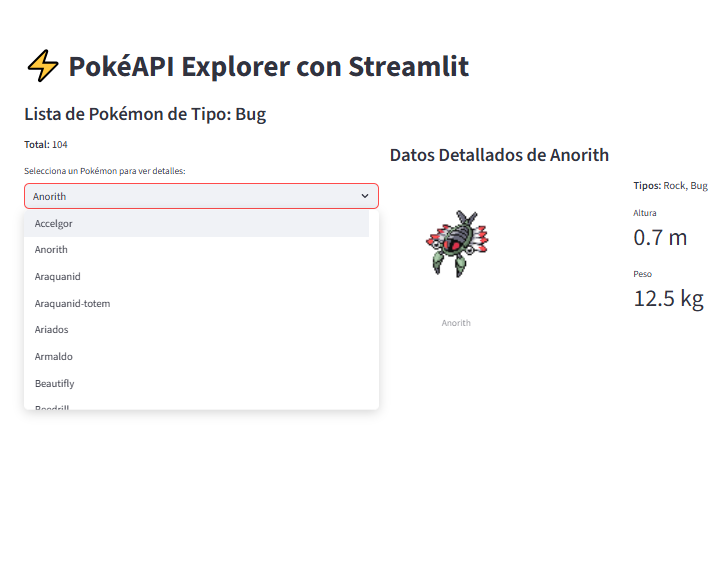 ⚡ PokéAPI Explorer con Streamlit
Lista de Pokémon de Tipo: Bug
Total: 104
Selecciona un Pokémon para ver detalles:
Anorith
Accelgor
Anorith
Araquanid
Araquanid-totem
Ariados
Armaldo
Beautifly
Beedrill
Datos Detallados de Anorith
Anorith
Tipos: Rock, Bug
Altura
0.7 m
Peso
12.5 kg